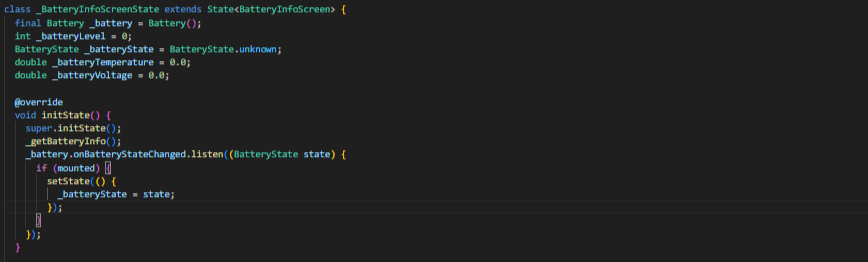 class _BatteryInfoScreenState extends State<BatteryInfoScreen> {
  final Battery _battery = Battery();
  int _batteryLevel = 0;
  BatteryState _batteryState = BatteryState.unknown;
  double _batteryTemperature = 0.0;
  double _batteryVoltage = 0.0;

  @override
  void initState() {
    super.initState();
    _getBatteryInfo();
    _battery.onBatteryStateChanged.listen((BatteryState state) {
      if (mounted) {
        setState(() {
          _batteryState = state;
        });
      }
    });
  }